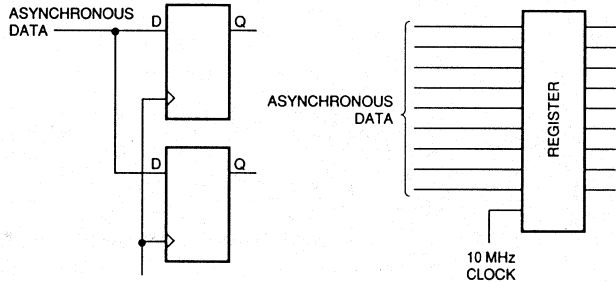 ASYNCHRONOUS
DATA
D
Q
D
Q
ASYNCHRONOUS
DATA
REGISTER
10 MHz
CLOCK